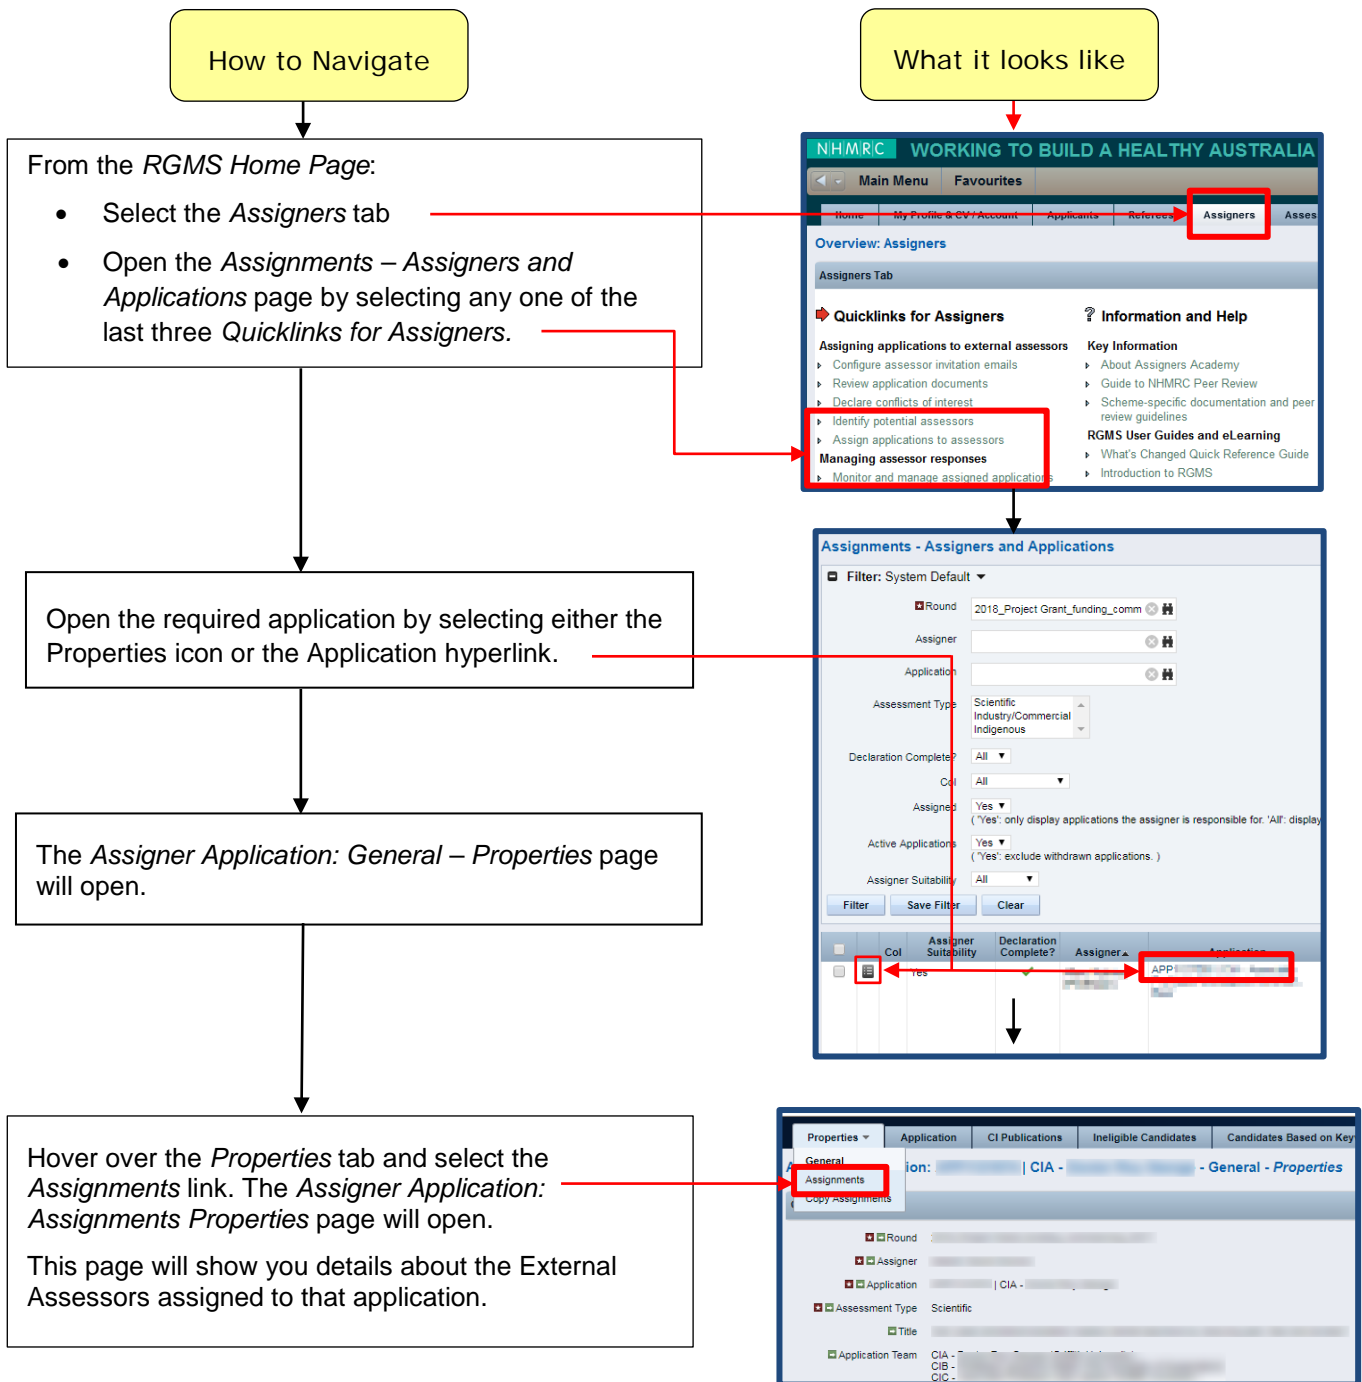 How to Navigate
What it looks like
From the RGMS Home Page:
• Select the Assigners tab
• Open the Assignments – Assigners and
Applications page by selecting any one of the
last three Quicklinks for Assigners.
NHMRC WORKING TO BUILD A HEALTHY AUSTRALIA
Main Menu Favourites
Home My Profile & CV / Account Applicants Referees Assigners Asses
Overview: Assigners
Assigners Tab
Quicklinks for Assigners
Assigning applications to external assessors
Configure assessor invitation emails
Review application documents
Declare conflicts of interest
Identify potential assessors
Assign applications to assessors
Managing assessor responses
Monitor and manage assigned applications
? Information and Help
Key Information
About Assigners Academy
Guide to NHMRC Peer Review
Scheme-specific documentation and peer
review guidelines
RGMS User Guides and eLearning
What's Changed Quick Reference Guide
Introduction to RGMS
Open the required application by selecting either the
Properties icon or the Application hyperlink.
Assignments - Assigners and Applications
Filter: System Default
Round 2018_Project Grant_funding_comm
Assigner
Application
Assessment Type Scientific
Industry/Commercial
Indigenous
Declaration Complete? All
CoI All
Assigned Yes
( 'Yes': only display applications the assigner is responsible for. 'All': display
Active Applications Yes
( 'Yes': exclude withdrawn applications. )
Assigner Suitability All
Filter Save Filter Clear
CoI Assigner Suitability Declaration Complete? Assigner Application
Yes APP
The Assigner Application: General – Properties page
will open.
Hover over the Properties tab and select the
Assignments link. The Assigner Application:
Assignments Properties page will open.
This page will show you details about the External
Assessors assigned to that application.
Properties Application CI Publications Ineligible Candidates Candidates Based on Key
General
Assignments
Copy Assignments
ion: | CIA - - General - Properties
Round
Assigner
Application | CIA -
Assessment Type Scientific
Title
Application Team CIA -
CIB -
CIC -